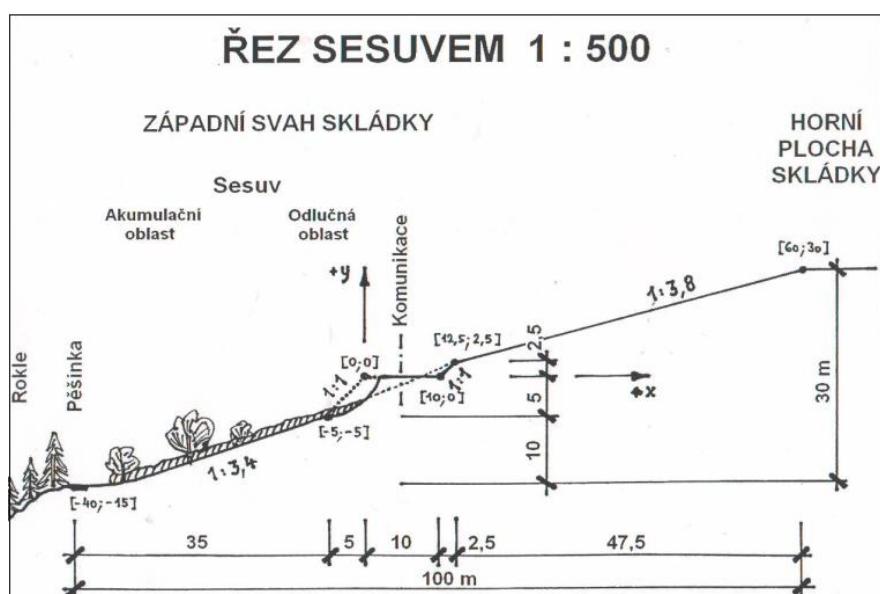 ŘEZ SESUVEM 1 : 500
ZÁPADNÍ SVAH SKLÁDKY
HORNÍ
PLOCHA
SKLÁDKY
Sesuv
Akumulační
oblast
Odlučná
oblast
Komunikace
Rokle
Pěšinka
+y
[60;30]
1:3,8
[12,5;2,5]
2,5
[0;0]
1:1
[10;0]
1:1
+x
5
30 m
[-5;-5]
1:3,4
10
[-40;-15]
35
5
10
2,5
47,5
100 m